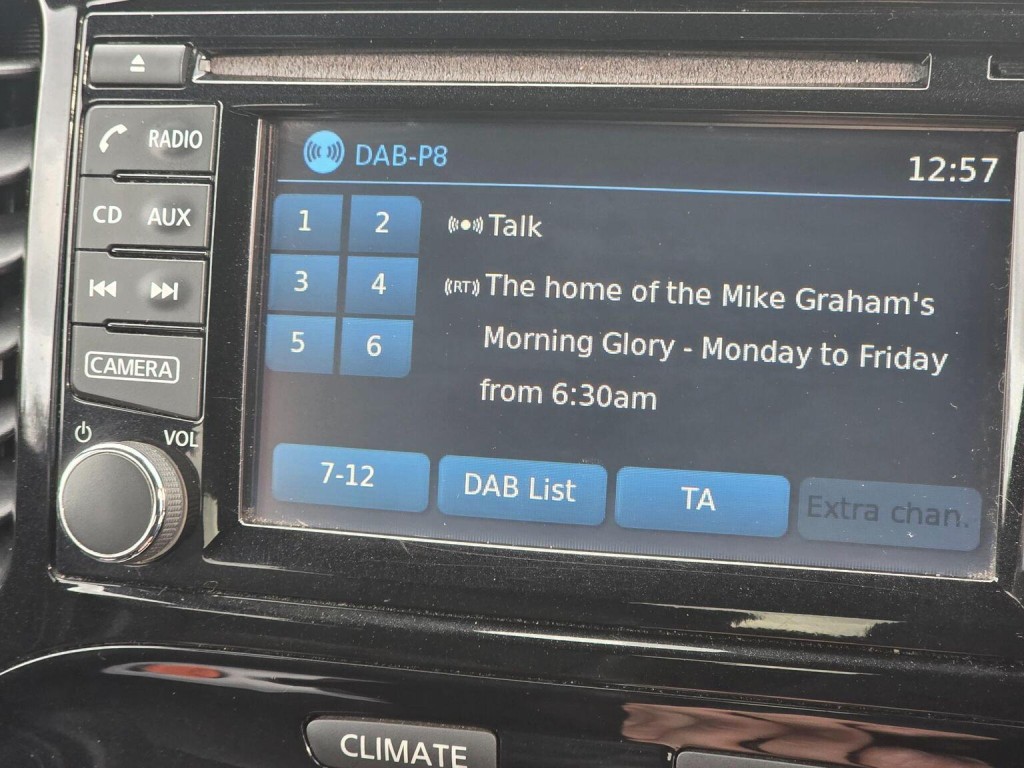 RADIO
CD AUX
CAMERA
VOL
DAB-P8
12:57
1 2
3 4
5 6
Talk
RT The home of the Mike Graham's
Morning Glory - Monday to Friday
from 6:30am
7-12
DAB List
TA
Extra chan.
CLIMATE